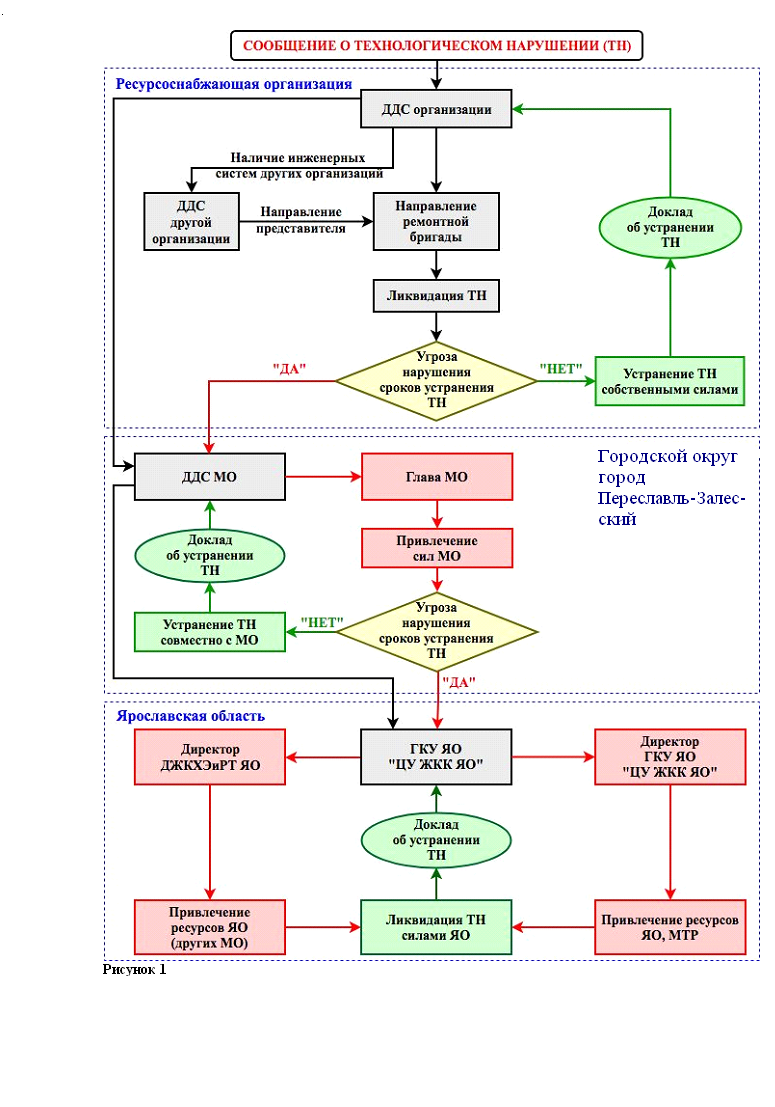 СООБЩЕНИЕ О ТЕХНОЛОГИЧЕСКОМ НАРУШЕНИИ (ТН)
Ресурсоснабжающая организация
ДДС организации
Наличие инженерных
систем других организаций
ДДС
другой
организации
Направление
представителя
Направление
ремонтной
бригады
Доклад
об устранении
ТН
Ликвидация ТН
Угроза
нарушения
сроков устранения
ТН
"ДА"
"НЕТ"
Устранение ТН
собственными силами
Городской округ
город
Переславль-Залес-
ский
ДДС МО
Глава МО
Привлечение
сил МО
Доклад
об устранении
ТН
Устранение ТН
совместно с МО
"НЕТ"
Угроза
нарушения
сроков устранения
ТН
"ДА"
Ярославская область
Директор
ДЖКХЭиРТ ЯО
ГКУ ЯО
"ЦУ ЖКК ЯО"
Директор
ГКУ ЯО
"ЦУ ЖКК ЯО"
Доклад
об устранении
ТН
Привлечение
ресурсов ЯО
(других МО)
Ликвидация ТН
силами ЯО
Привлечение ресурсов
ЯО, МТР
Рисунок 1